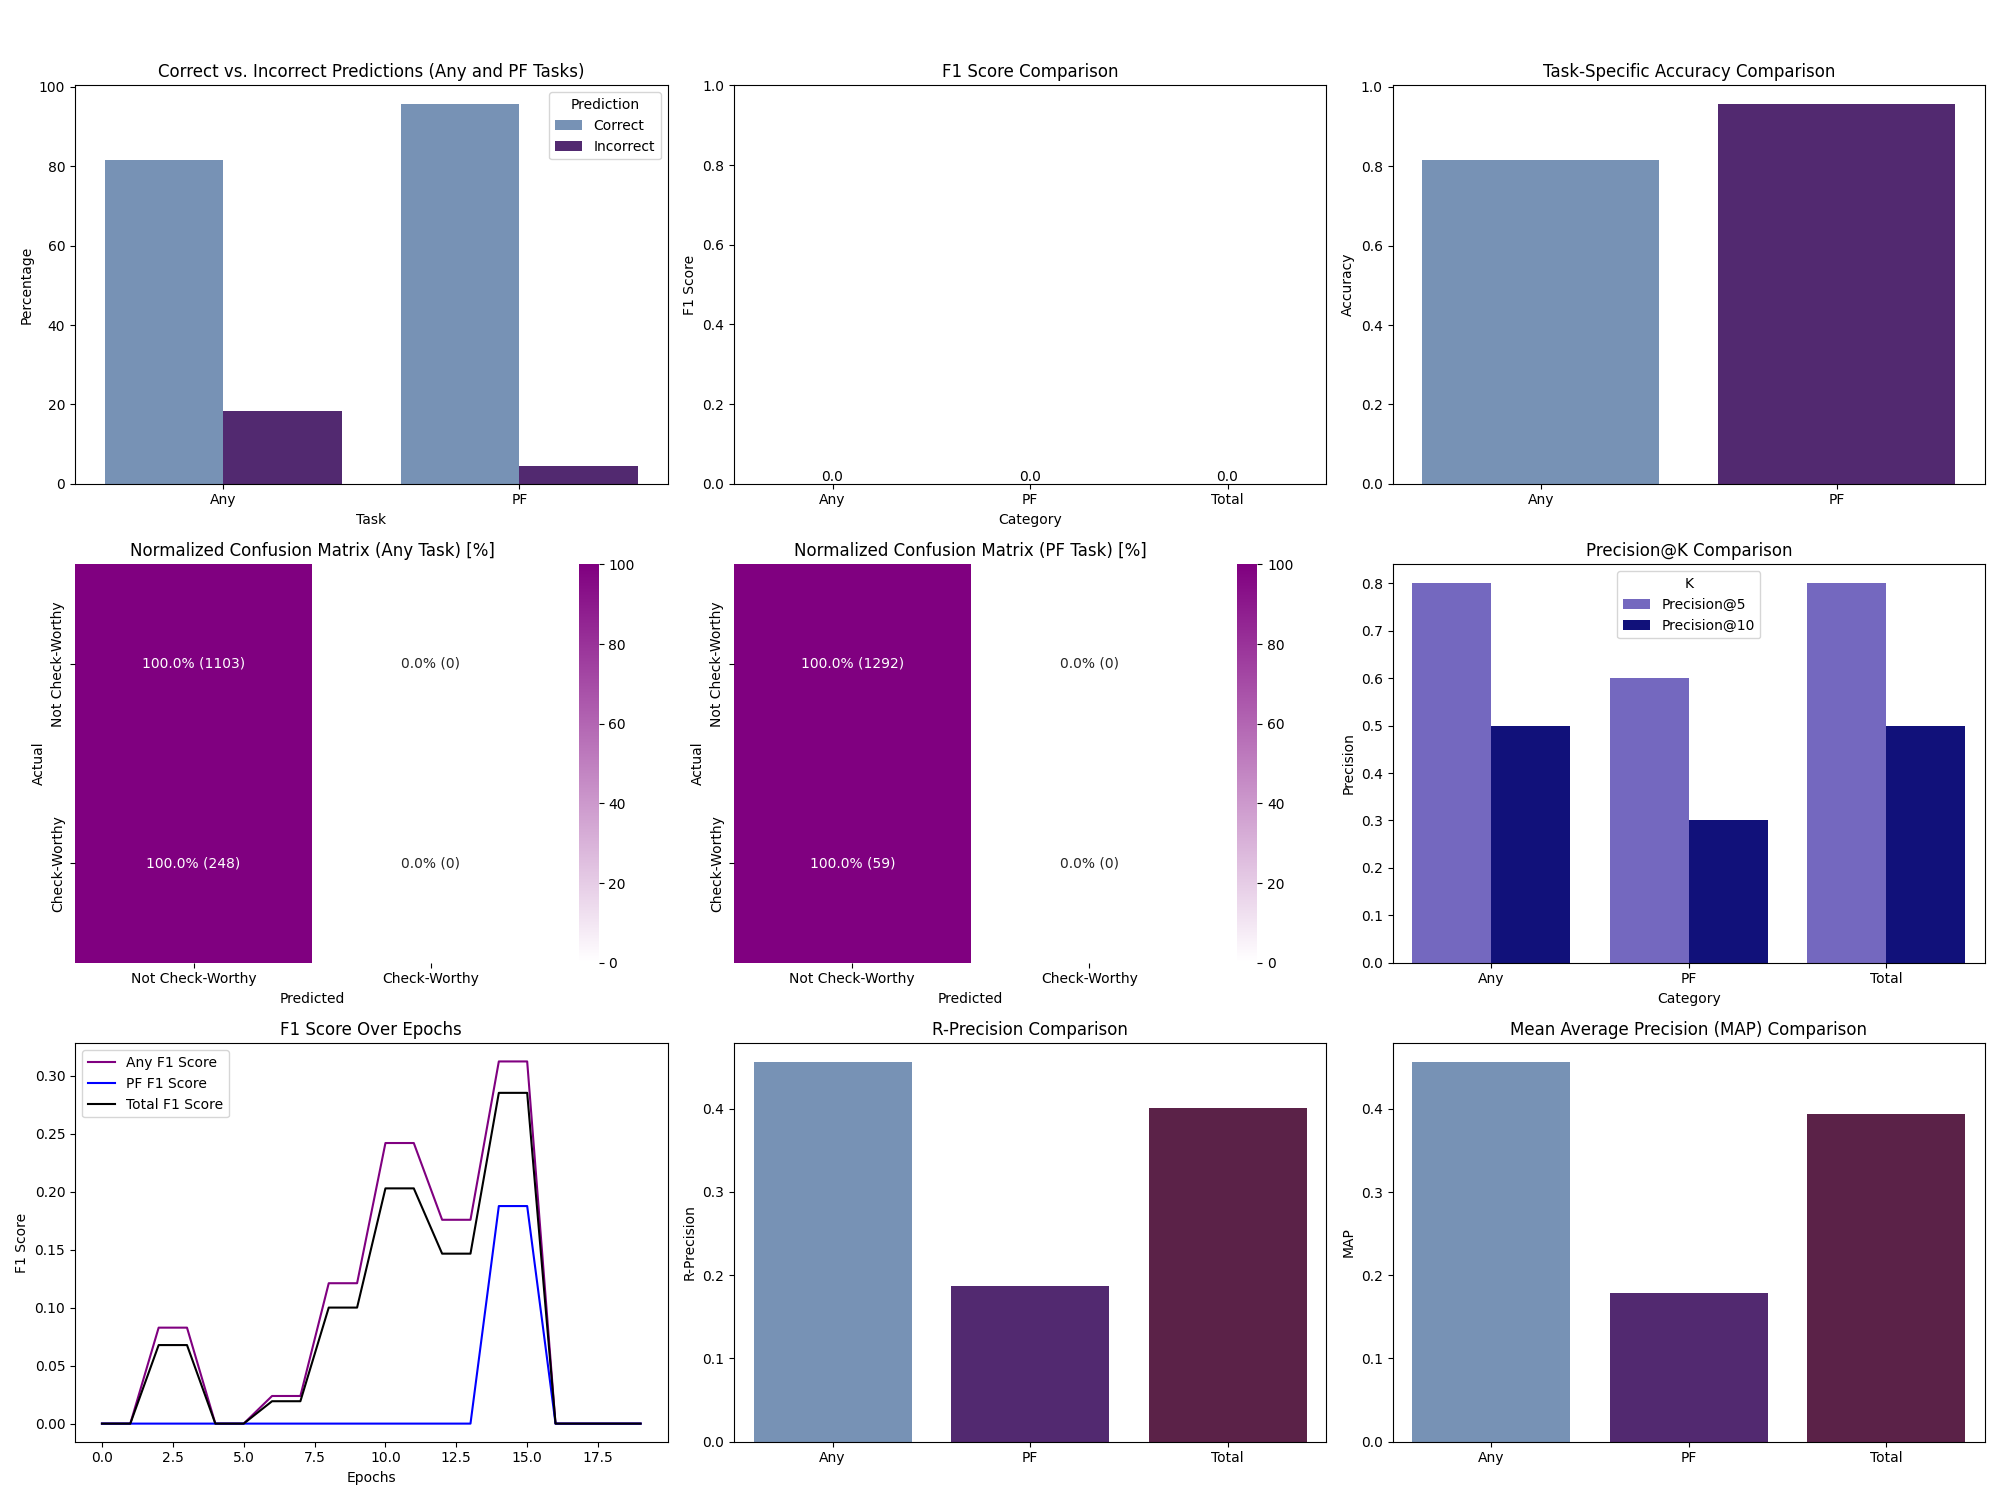 Correct vs. Incorrect Predictions (Any and PF Tasks)
Percentage
100
80
60
40
20
0
Prediction
Correct
Incorrect
Any
PF
Task
F1 Score Comparison
F1 Score
1.0
0.8
0.6
0.4
0.2
0.0
0.0
0.0
0.0
Any
PF
Total
Category
Task-Specific Accuracy Comparison
Accuracy
1.0
0.8
0.6
0.4
0.2
0.0
Any
PF
Normalized Confusion Matrix (Any Task) [%]
Actual
Not Check-Worthy
Check-Worthy
100.0% (1103)
0.0% (0)
100.0% (248)
0.0% (0)
Not Check-Worthy
Check-Worthy
Predicted
100
80
60
40
20
0
Normalized Confusion Matrix (PF Task) [%]
Actual
Not Check-Worthy
Check-Worthy
100.0% (1292)
0.0% (0)
100.0% (59)
0.0% (0)
Not Check-Worthy
Check-Worthy
Predicted
100
80
60
40
20
0
Precision@K Comparison
Precision
0.8
0.7
0.6
0.5
0.4
0.3
0.2
0.1
0.0
K
Precision@5
Precision@10
Any
PF
Total
Category
F1 Score Over Epochs
F1 Score
0.30
0.25
0.20
0.15
0.10
0.05
0.00
Any F1 Score
PF F1 Score
Total F1 Score
0.0
2.5
5.0
7.5
10.0
12.5
15.0
17.5
Epochs
R-Precision Comparison
R-Precision
0.4
0.3
0.2
0.1
0.0
Any
PF
Total
Mean Average Precision (MAP) Comparison
MAP
0.4
0.3
0.2
0.1
0.0
Any
PF
Total